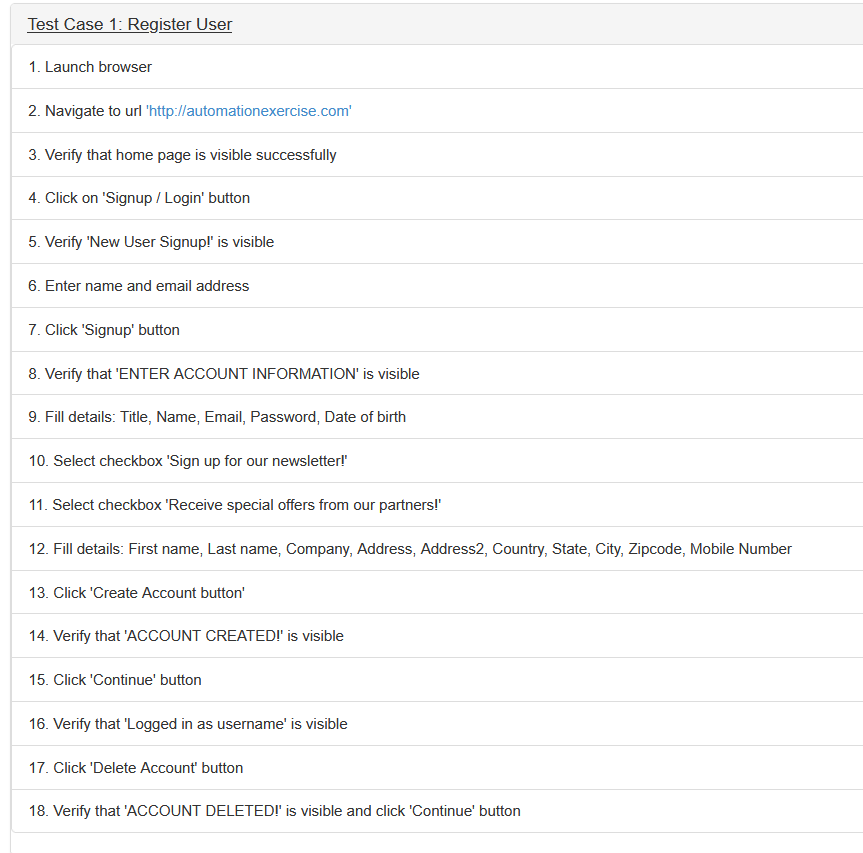 Test Case 1: Register User
1. Launch browser
2. Navigate to url 'http://automationexercise.com'
3. Verify that home page is visible successfully
4. Click on 'Signup / Login' button
5. Verify 'New User Signup!' is visible
6. Enter name and email address
7. Click 'Signup' button
8. Verify that 'ENTER ACCOUNT INFORMATION' is visible
9. Fill details: Title, Name, Email, Password, Date of birth
10. Select checkbox 'Sign up for our newsletter!'
11. Select checkbox 'Receive special offers from our partners!'
12. Fill details: First name, Last name, Company, Address, Address2, Country, State, City, Zipcode, Mobile Number
13. Click 'Create Account button'
14. Verify that 'ACCOUNT CREATED!' is visible
15. Click 'Continue' button
16. Verify that 'Logged in as username' is visible
17. Click 'Delete Account' button
18. Verify that 'ACCOUNT DELETED!' is visible and click 'Continue' button